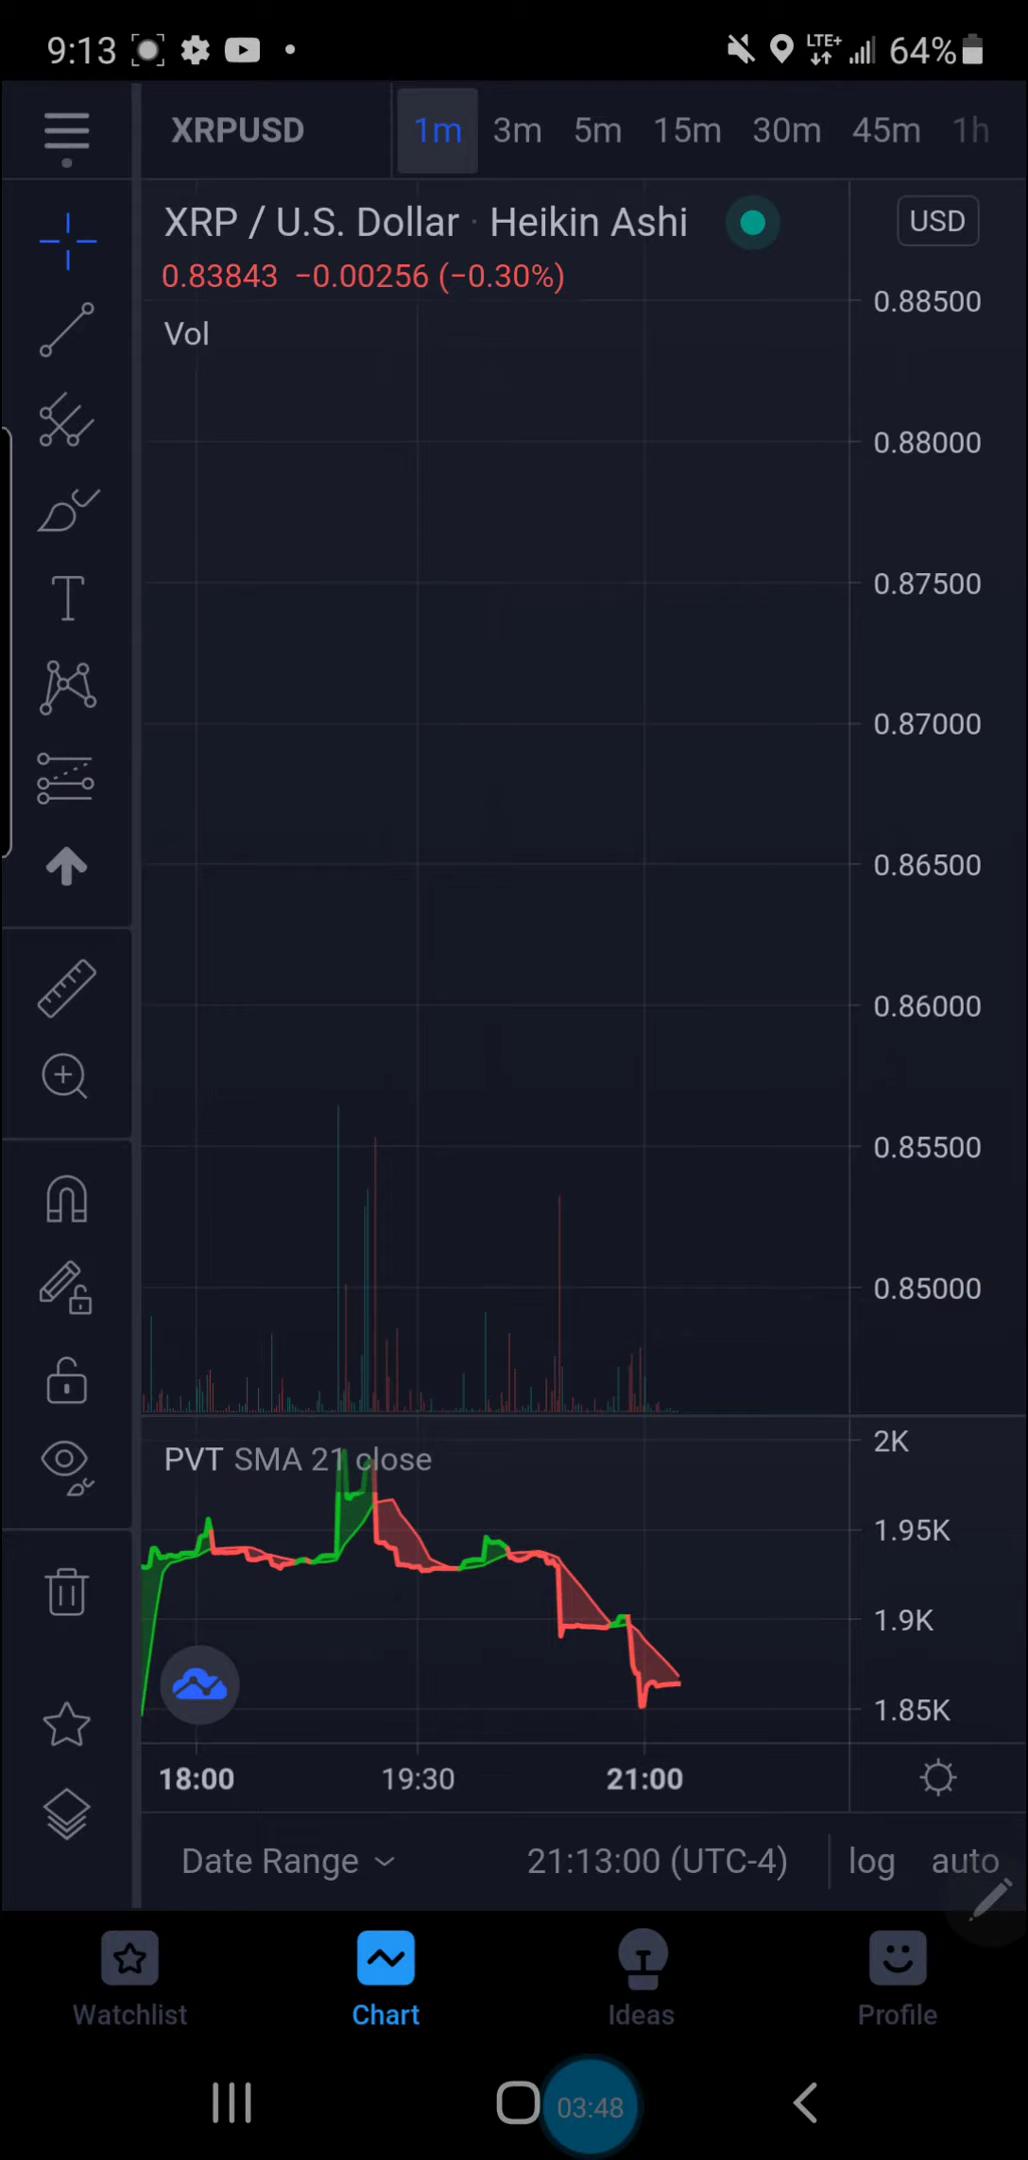 9:13
LTE+
64%
XRPUSD
1m 3m 5m 15m 30m 45m 1h
XRP / U.S. Dollar · Heikin Ashi
USD
0.83843 −0.00256 (−0.30%)
Vol
0.88500
0.88000
0.87500
0.87000
0.86500
0.86000
0.85500
0.85000
PVT SMA 21 close
2K
1.95K
1.9K
1.85K
18:00 19:30 21:00
Date Range
21:13:00 (UTC-4)
log auto
Watchlist Chart Ideas Profile
03:48